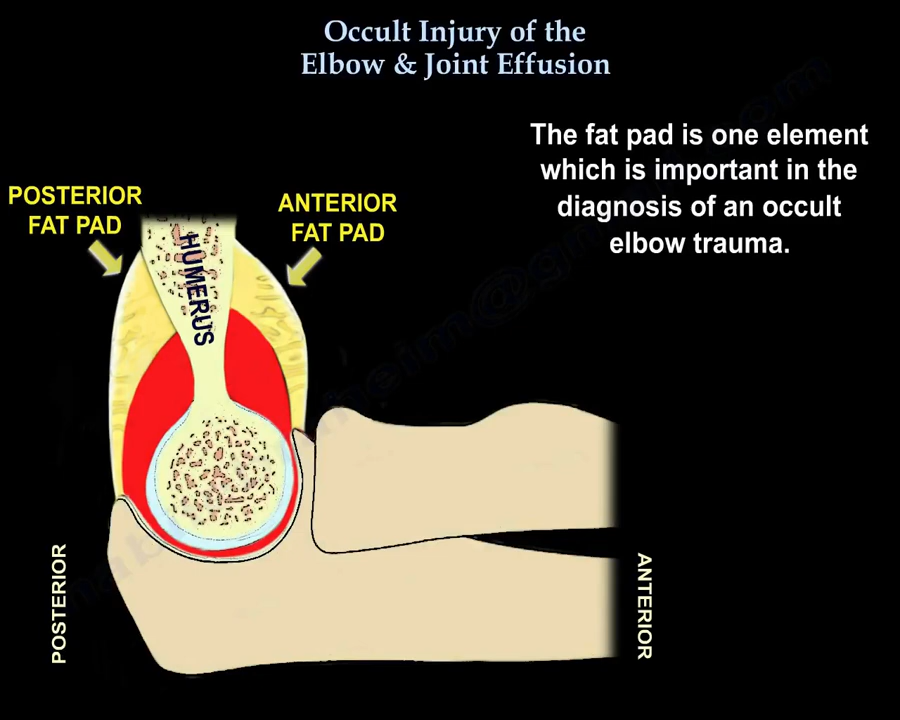 Occult Injury of the
Elbow & Joint Effusion
The fat pad is one element
which is important in the
diagnosis of an occult
elbow trauma.
POSTERIOR
FAT PAD
ANTERIOR
FAT PAD
HUMERUS
POSTERIOR
ANTERIOR